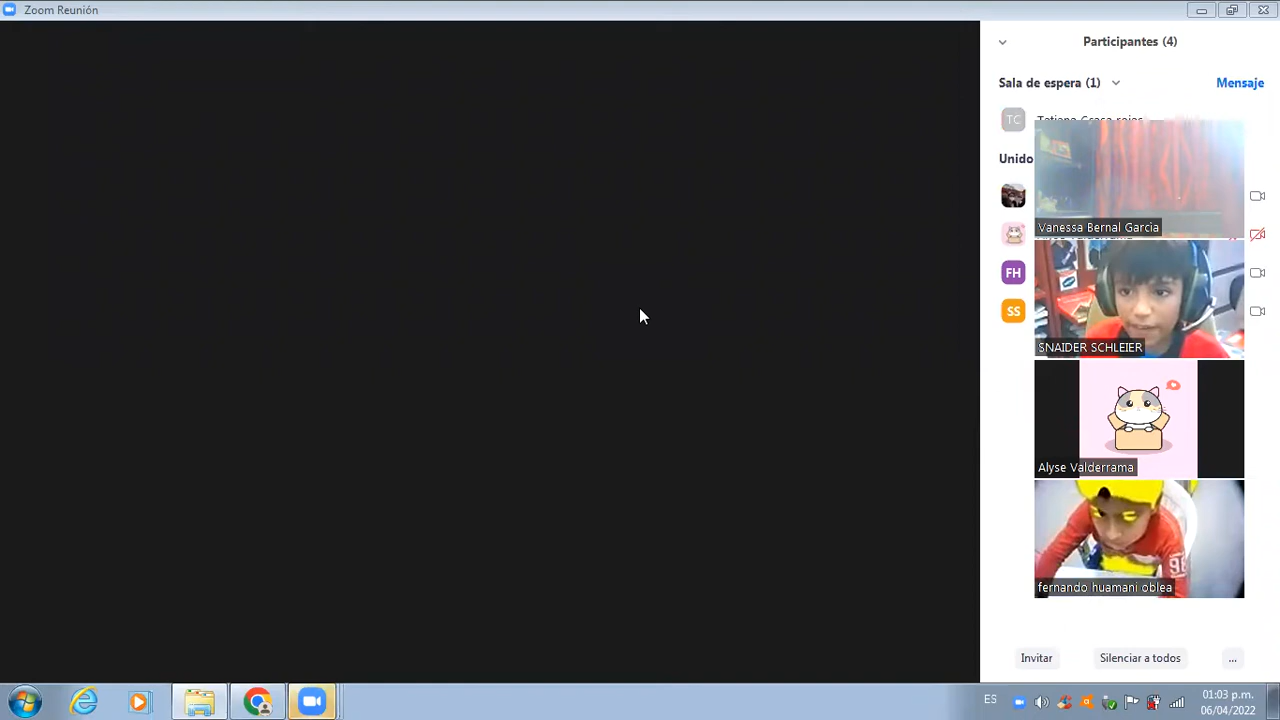 Zoom Reunión
Participantes (4)
Sala de espera (1)
Mensaje
TC
Unido
Vanessa Bernal Garcia
FH
SS
SNAIDER SCHLEIER
Alyse Valderrama
fernando huamani oblea
98
Invitar
Silenciar a todos
...
ES
01:03 p.m.
06/04/2022